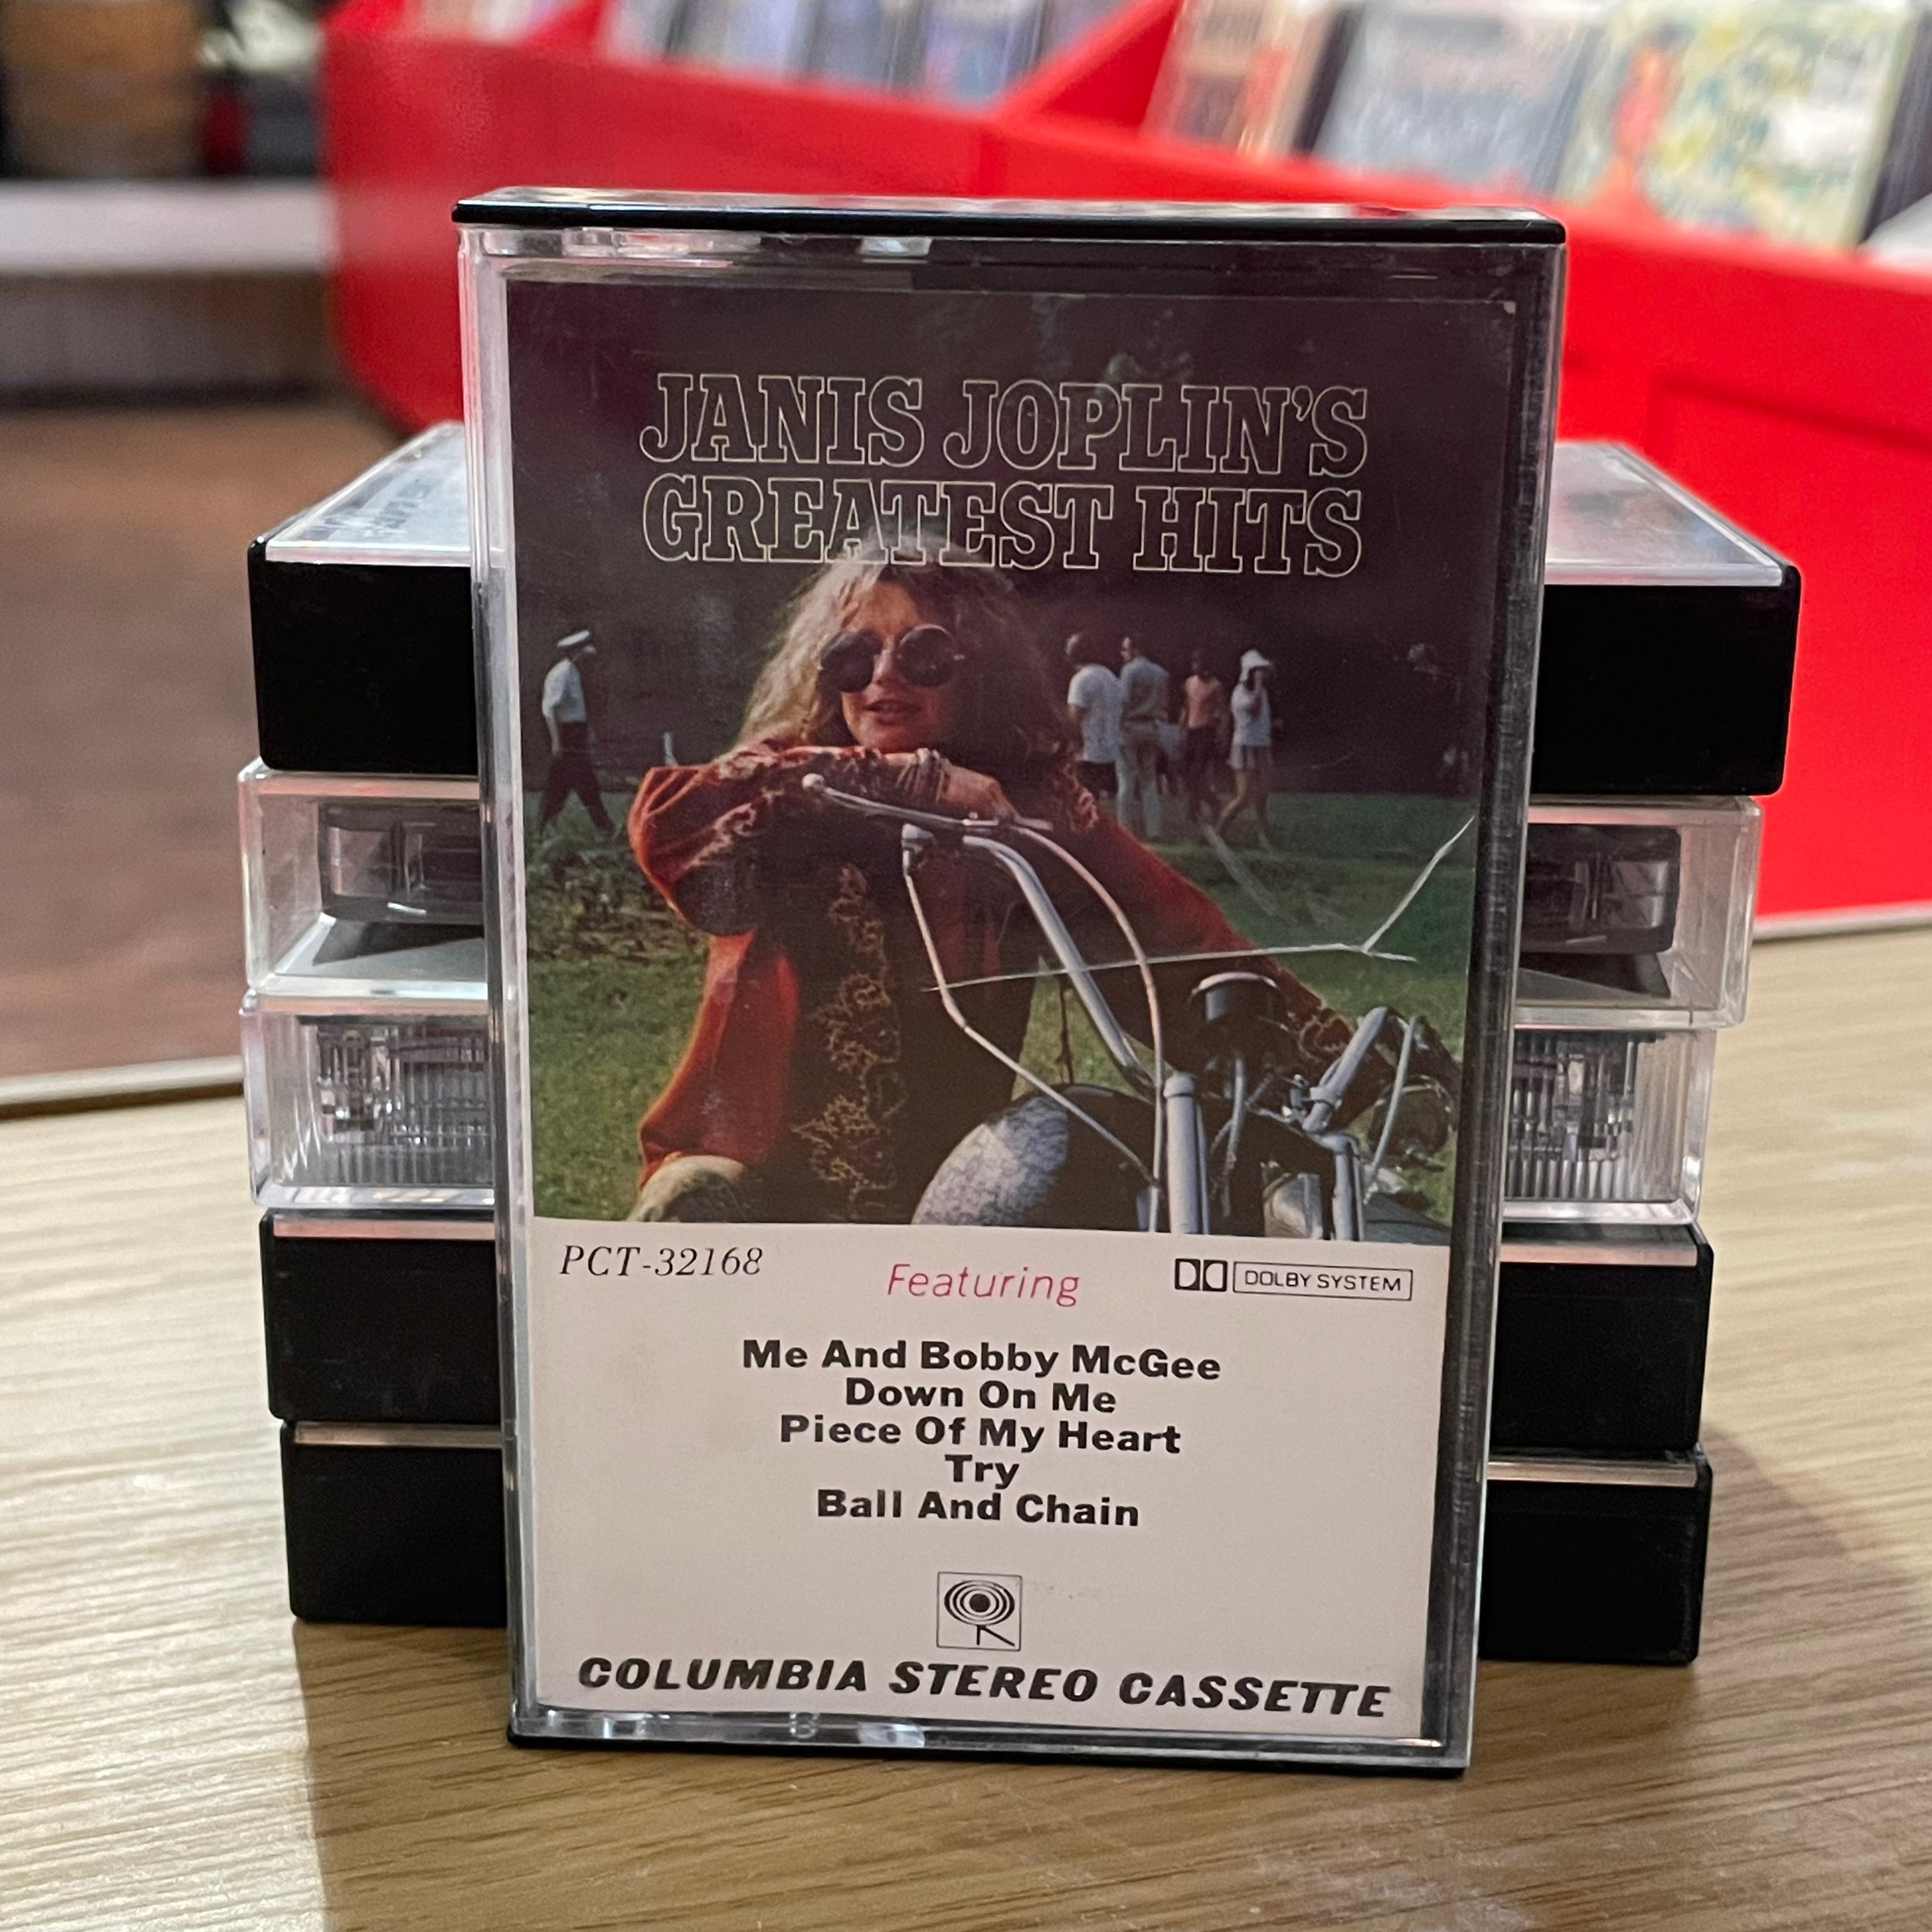 JANIS JOPLIN'S
GREATEST HITS
PCT-32168
Featuring
DOLBY SYSTEM
Me And Bobby McGee
Down On Me
Piece Of My Heart
Try
Ball And Chain
COLUMBIA STEREO CASSETTE